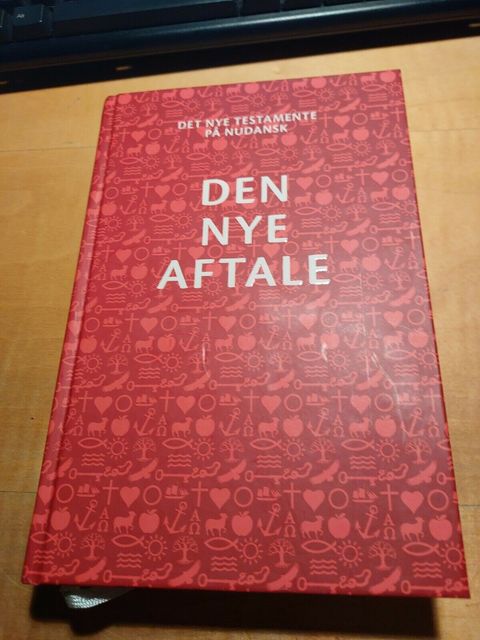 DET NYE TESTAMENTE
PÅ NUDANSK
DEN
NYE
AFTALE